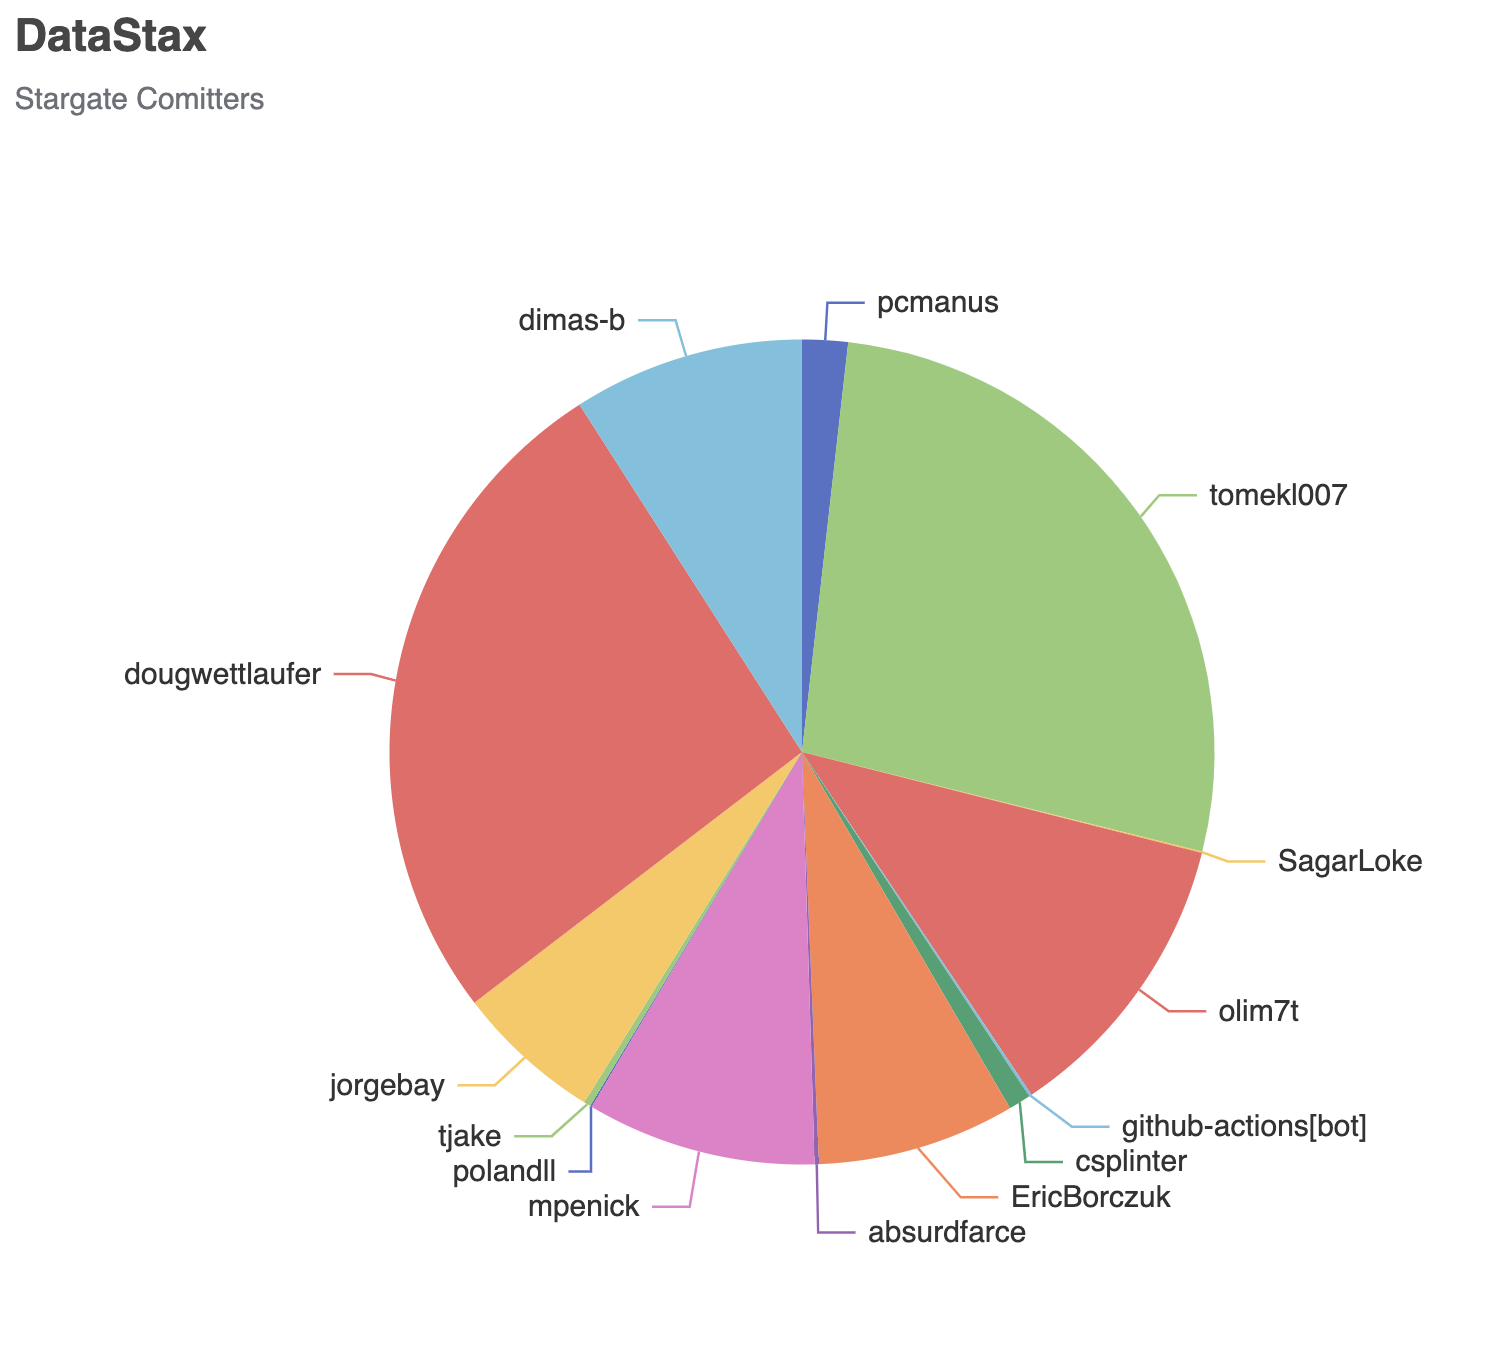 DataStax
Stargate Comitters
pcmanus
dimas-b
tomekl007
dougwettlaufer
SagarLoke
olim7t
jorgebay
github-actions[bot]
tjake
csplinter
polandll
EricBorczuk
mpenick
absurdfarce